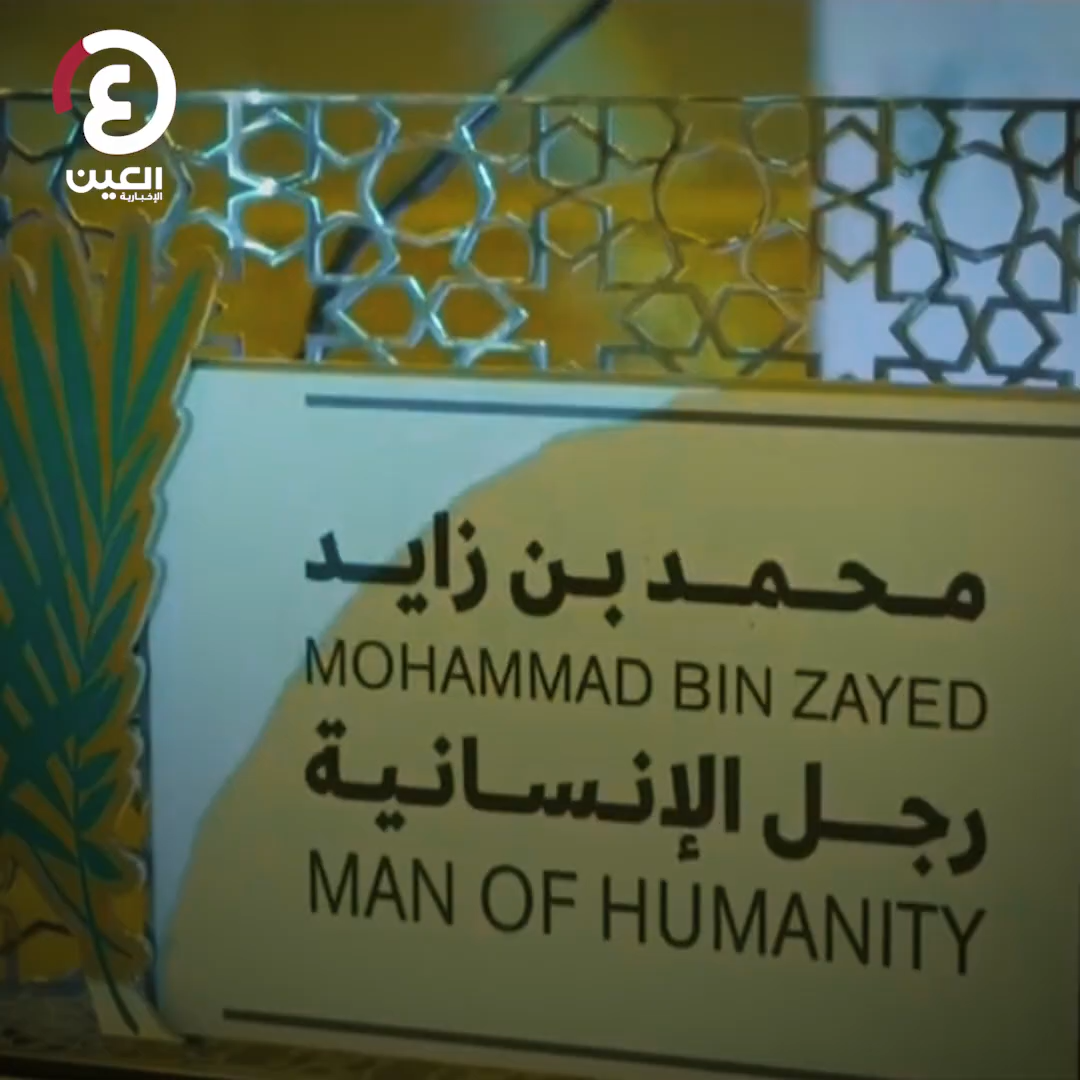 العين
الإخبارية
محمد بن زايد
MOHAMMAD BIN ZAYED
رجل الإنسانية
MAN OF HUMANITY